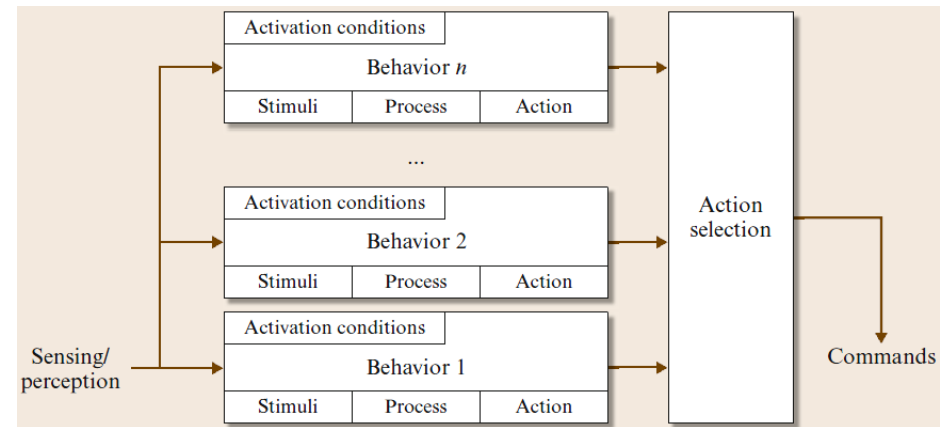 Activation conditions
Behavior n
Stimuli Process Action
...
Activation conditions
Behavior 2
Stimuli Process Action
Activation conditions
Behavior 1
Stimuli Process Action
Sensing/
perception
Action
selection
Commands